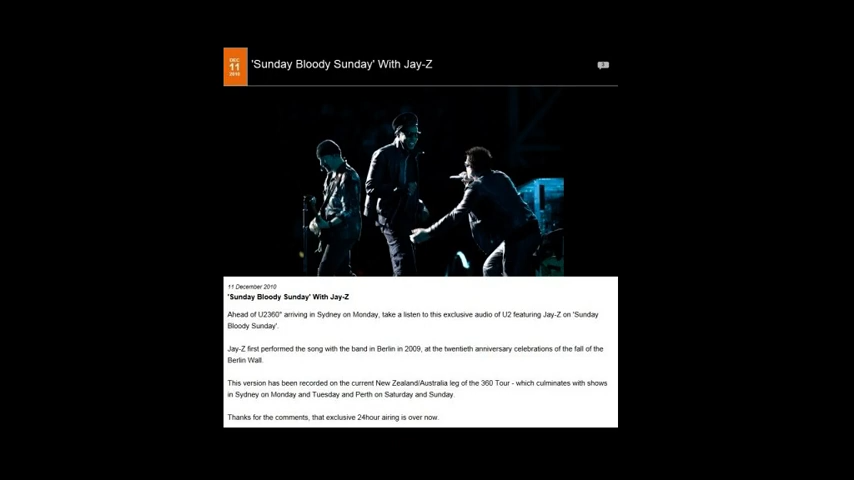 DEC
11
2010
'Sunday Bloody Sunday' With Jay-Z
11 December 2010
'Sunday Bloody Sunday' With Jay-Z
Ahead of U2360° arriving in Sydney on Monday, take a listen to this exclusive audio of U2 featuring Jay-Z on 'Sunday
Bloody Sunday'.
Jay-Z first performed the song with the band in Berlin in 2009, at the twentieth anniversary celebrations of the fall of the
Berlin Wall.
This version has been recorded on the current New Zealand/Australia leg of the 360 Tour - which culminates with shows
in Sydney on Monday and Tuesday and Perth on Saturday and Sunday.
Thanks for the comments, that exclusive 24hour airing is over now.